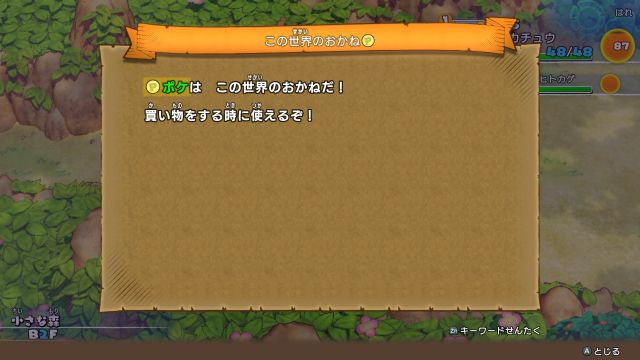 この世界のおかね
ポケは　この世界のおかねだ！
買い物をする時に使えるぞ！
カチュウ
48/48
はれ
87
ヒトカゲ
小さな森
B2F
キーワードせんたく
とじる